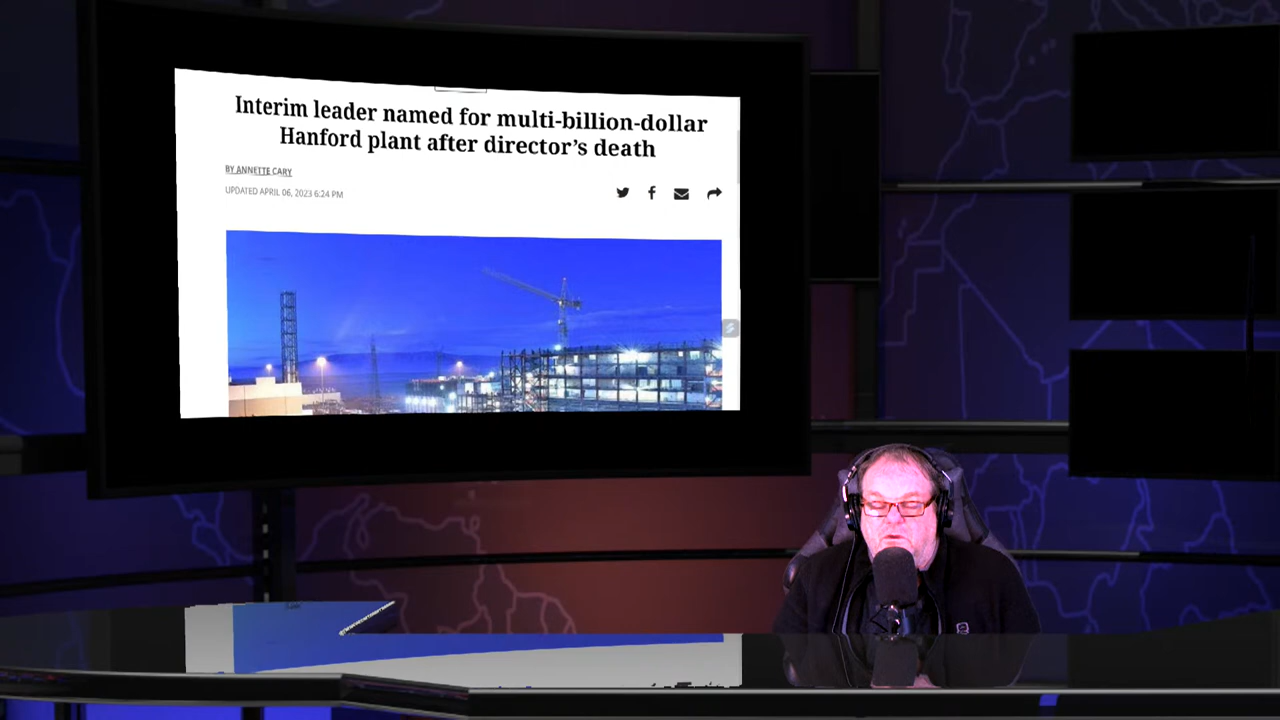 Interim leader named for multi-billion-dollar
Hanford plant after director's death
BY ANNETTE CARY
UPDATED APRIL 06, 2023 6:24 PM